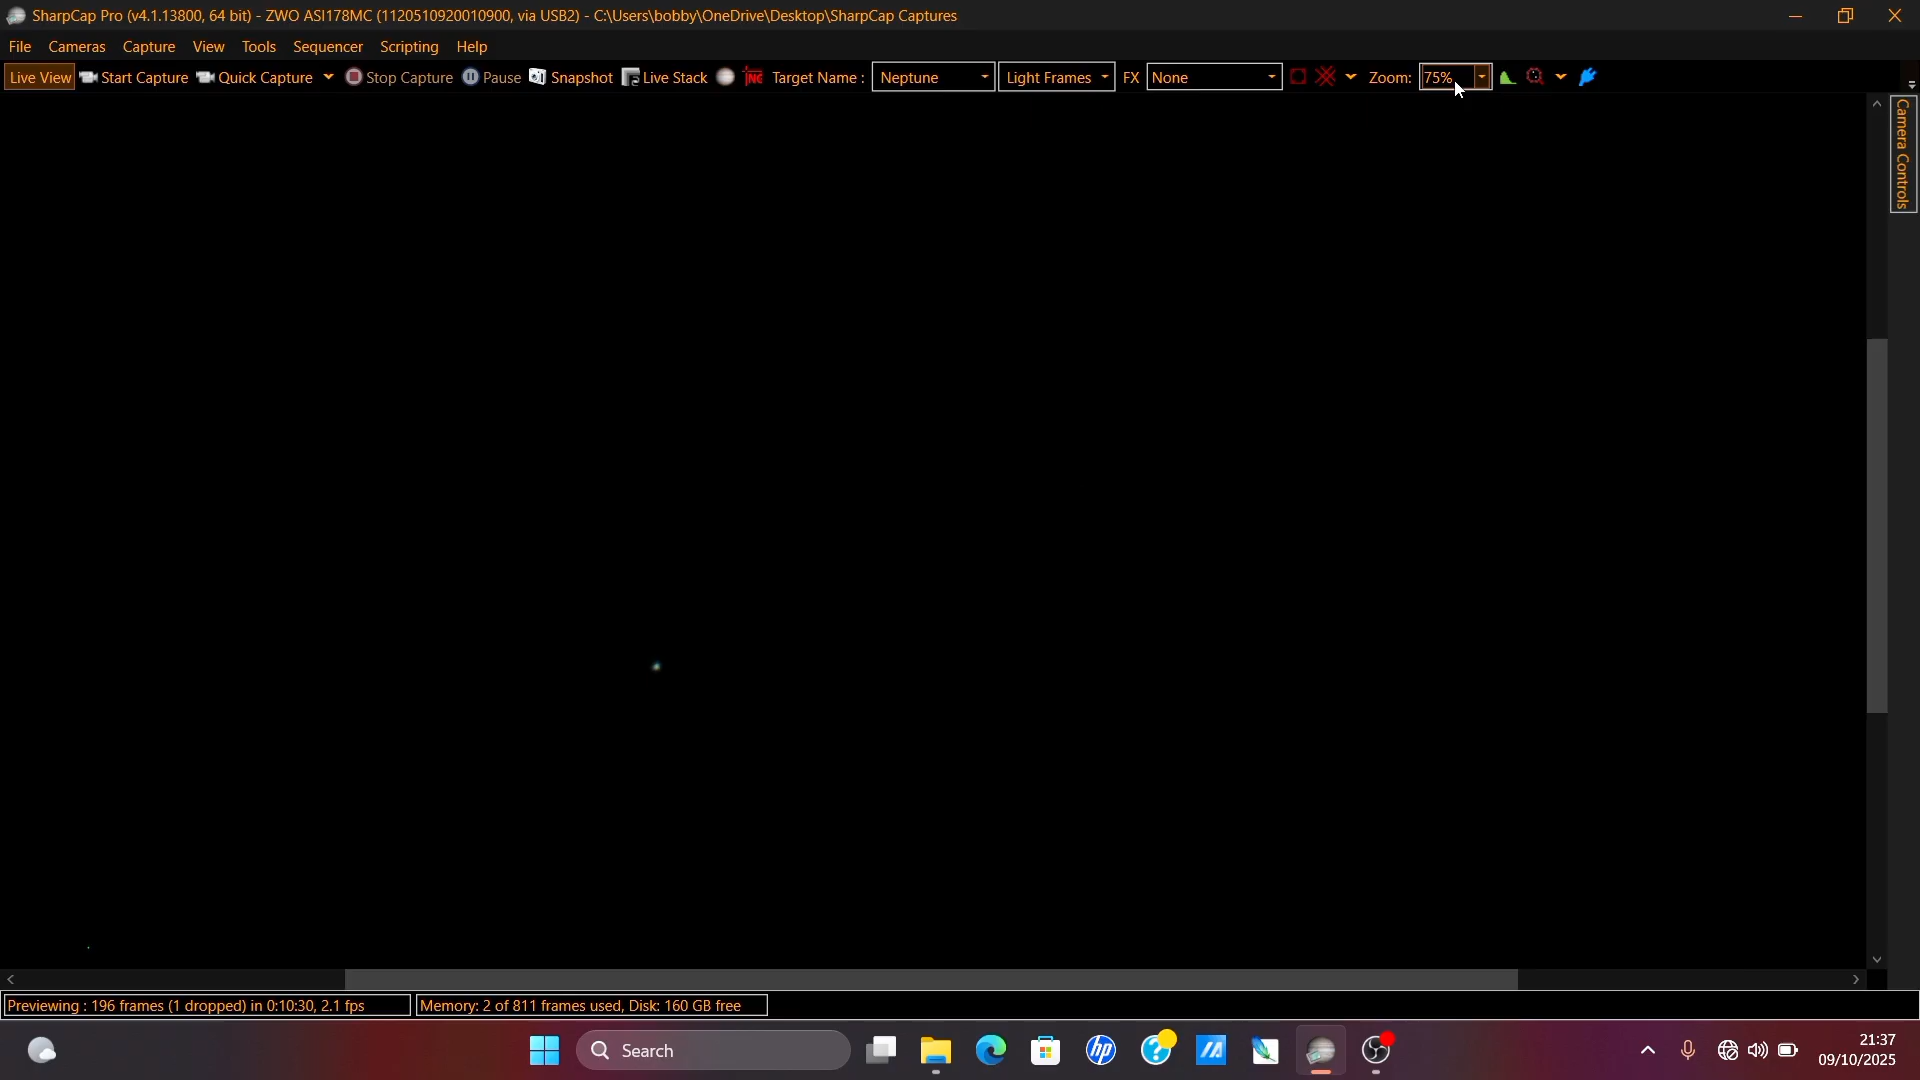 SharpCap Pro (v4.1.13800, 64 bit) - ZWO ASI178MC (1120510920010900, via USB2) - C:\Users\bobby\OneDrive\Desktop\SharpCap Captures
File Cameras Capture View Tools Sequencer Scripting Help
Live View Start Capture Quick Capture Stop Capture Pause Snapshot Live Stack INC Target Name : Neptune Light Frames FX None Zoom: 75%
Camera Controls
Previewing : 196 frames (1 dropped) in 0:10:30, 2.1 fps Memory: 2 of 811 frames used, Disk: 160 GB free
Search hp ? 21:37
09/10/2025